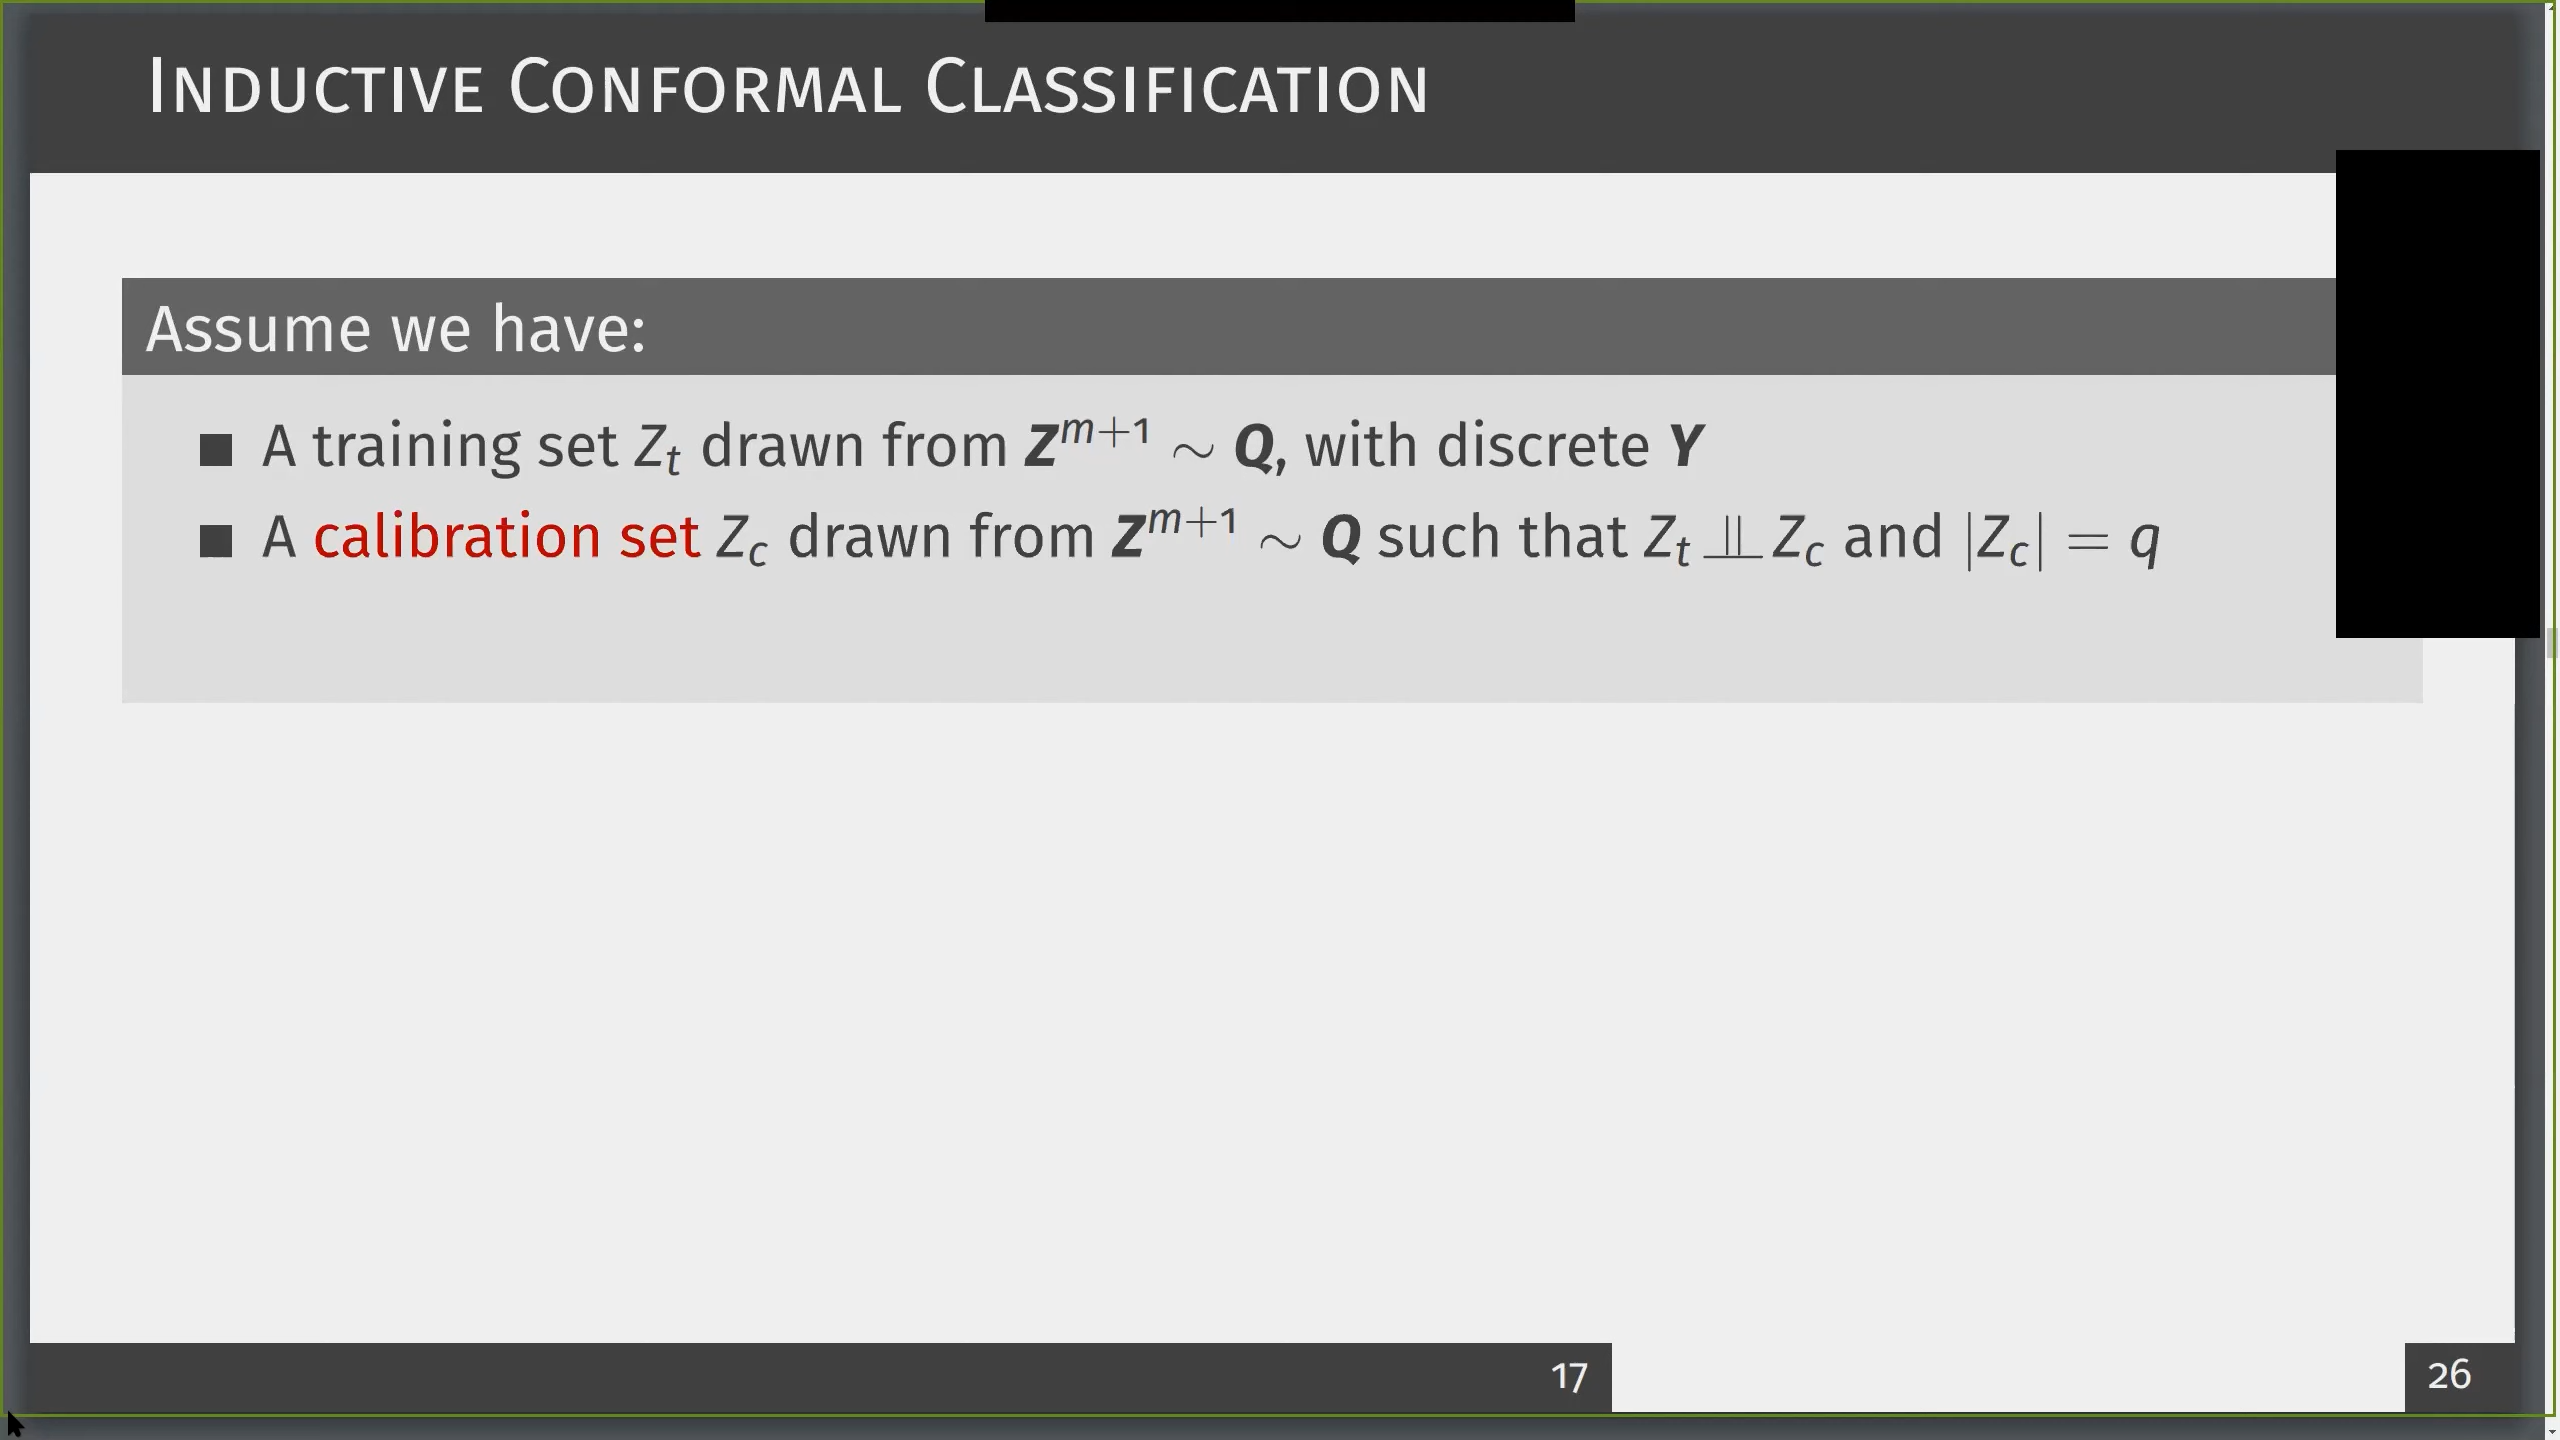 Inductive Conformal Classification
Assume we have:
■ A training set Z_t drawn from Z^{m+1} ∼ Q, with discrete Y
■ A calibration set Z_c drawn from Z^{m+1} ∼ Q such that Z_t ⫫ Z_c and |Z_c| = q
17
26